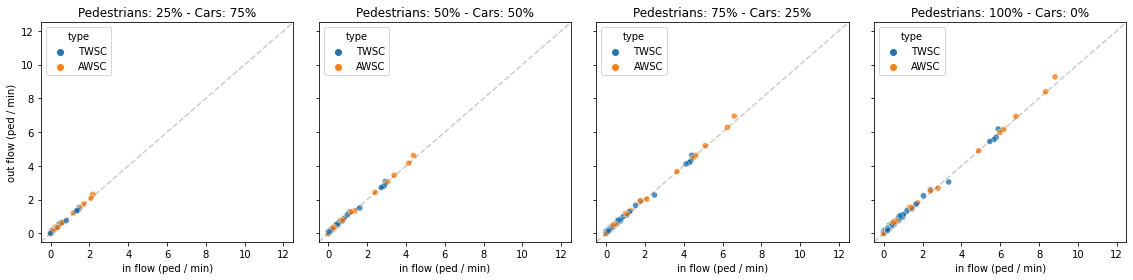 Pedestrians: 25% - Cars: 75%
type
TWSC
AWSC
12
10
8
6
4
2
0
out flow (ped / min)
0 2 4 6 8 10 12
in flow (ped / min)
Pedestrians: 50% - Cars: 50%
type
TWSC
AWSC
0 2 4 6 8 10 12
in flow (ped / min)
Pedestrians: 75% - Cars: 25%
type
TWSC
AWSC
0 2 4 6 8 10 12
in flow (ped / min)
Pedestrians: 100% - Cars: 0%
type
TWSC
AWSC
0 2 4 6 8 10 12
in flow (ped / min)